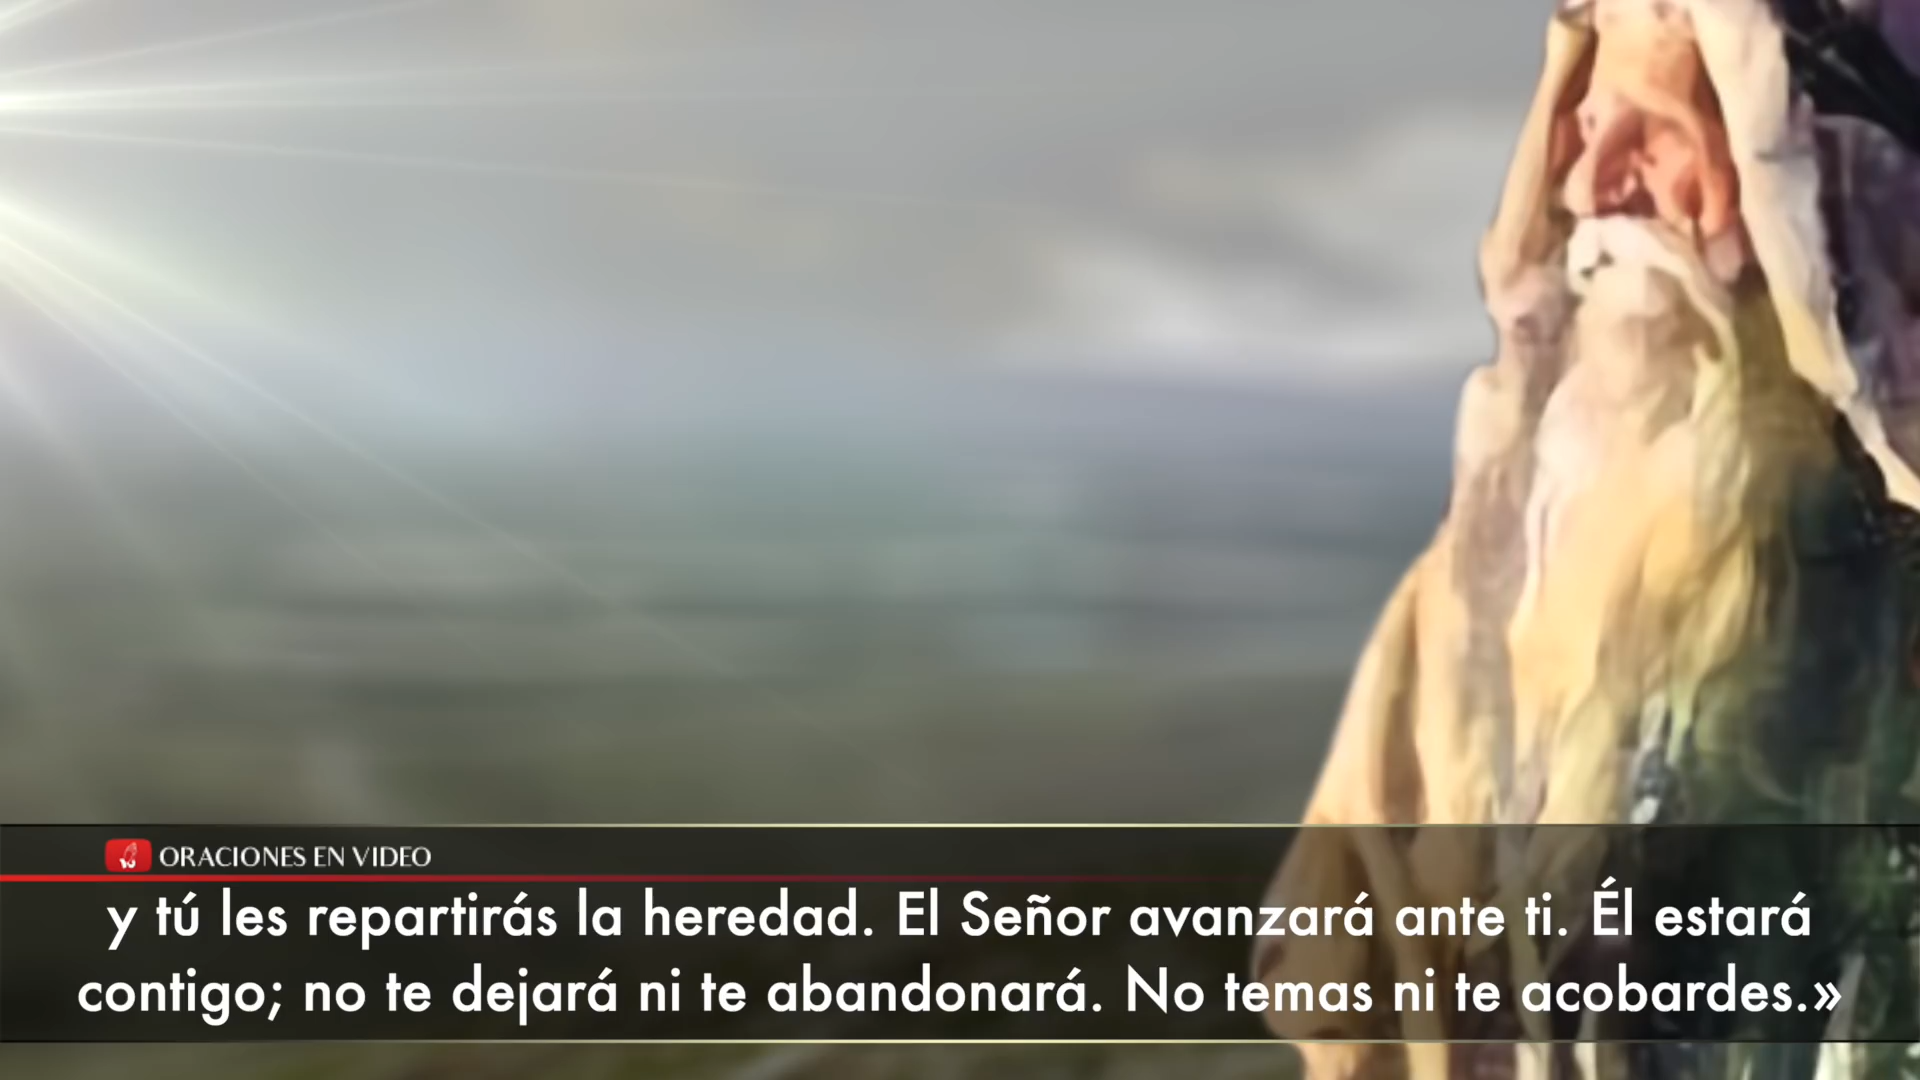 ORACIONES EN VIDEO
y tú les repartirás la heredad. El Señor avanzará ante ti. Él estará
contigo; no te dejará ni te abandonará. No temas ni te acobardes.»